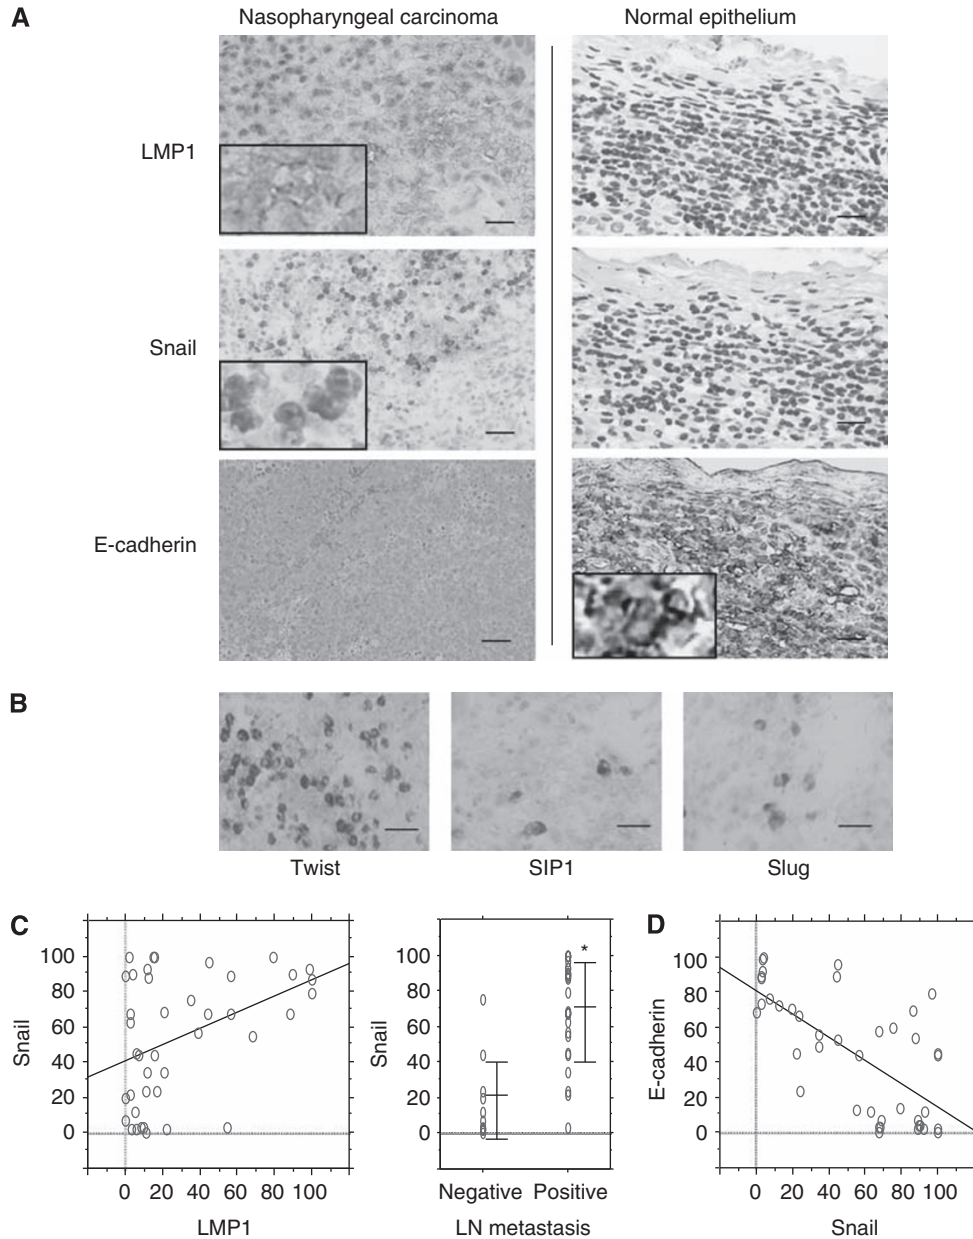 A
Nasopharyngeal carcinoma
Normal epithelium
LMP1
Snail
E-cadherin
B
Twist
SIP1
Slug
C
Snail
100
80
60
40
20
0
0 20 40 60 80 100
LMP1
Snail
100
80
60
40
20
0
*
Negative Positive
LN metastasis
D
E-cadherin
100
80
60
40
20
0
0 20 40 60 80 100
Snail